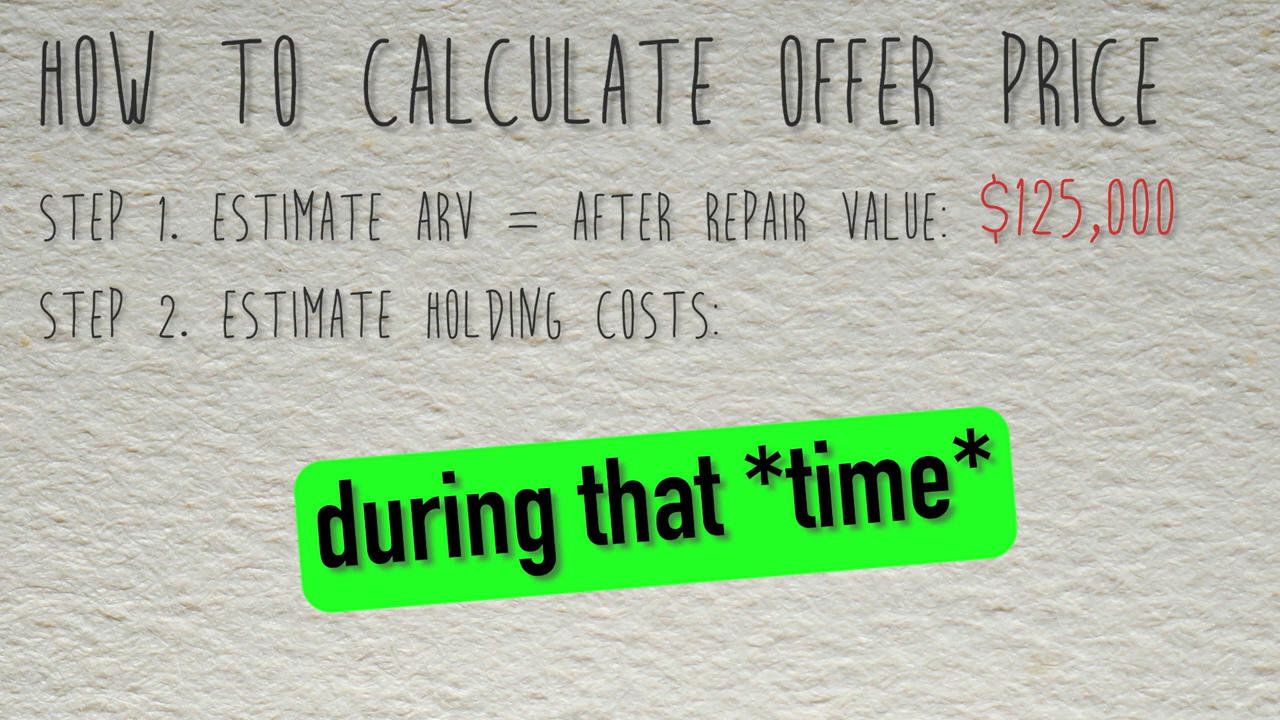 HOW TO CALCULATE OFFER PRICE
STEP 1. ESTIMATE ARV = AFTER REPAIR VALUE: $125,000
STEP 2. ESTIMATE HOLDING COSTS:
during that *time*